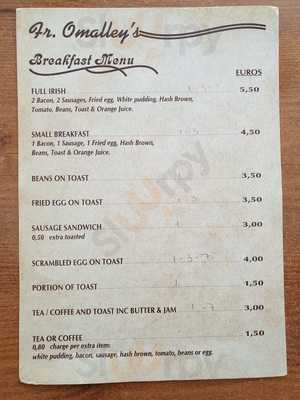 Fr. Omalley's
Breakfast Menu
EUROS
FULL IRISH 5,50
2 Bacon, 2 Sausages, Fried egg, White pudding, Hash Brown,
Tomato. Beans, Toast & Orange Juice.
SMALL BREAKFAST 4,50
1 Bacon, 1 Sausage, 1 Fried egg, Hash Brown,
Beans, Toast & Orange Juice.
BEANS ON TOAST 3,50
FRIED EGG ON TOAST 3,50
SAUSAGE SANDWICH 3,00
0,50 extra toasted
SCRAMBLED EGG ON TOAST 4,00
PORTION OF TOAST 1,50
TEA / COFFEE AND TOAST INC BUTTER & JAM 3,00
TEA OR COFFEE 1,50
0,80 charge per extra items
white pudding, bacon, sausage, hash brown, tomato, beans or egg.